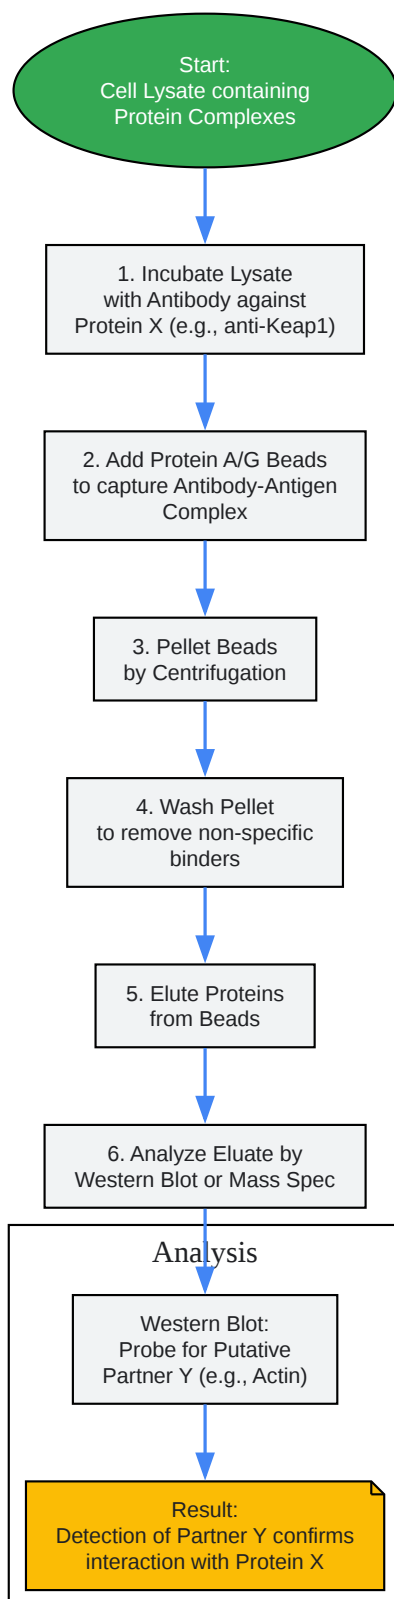 Start:
Cell Lysate containing
Protein Complexes
1. Incubate Lysate
with Antibody against
Protein X (e.g., anti-Keap1)
2. Add Protein A/G Beads
to capture Antibody-Antigen
Complex
3. Pellet Beads
by Centrifugation
4. Wash Pellet
to remove non-specific
binders
5. Elute Proteins
from Beads
6. Analyze Eluate by
Western Blot or Mass Spec
Analysis
Western Blot:
Probe for Putative
Partner Y (e.g., Actin)
Result:
Detection of Partner Y confirms
interaction with Protein X